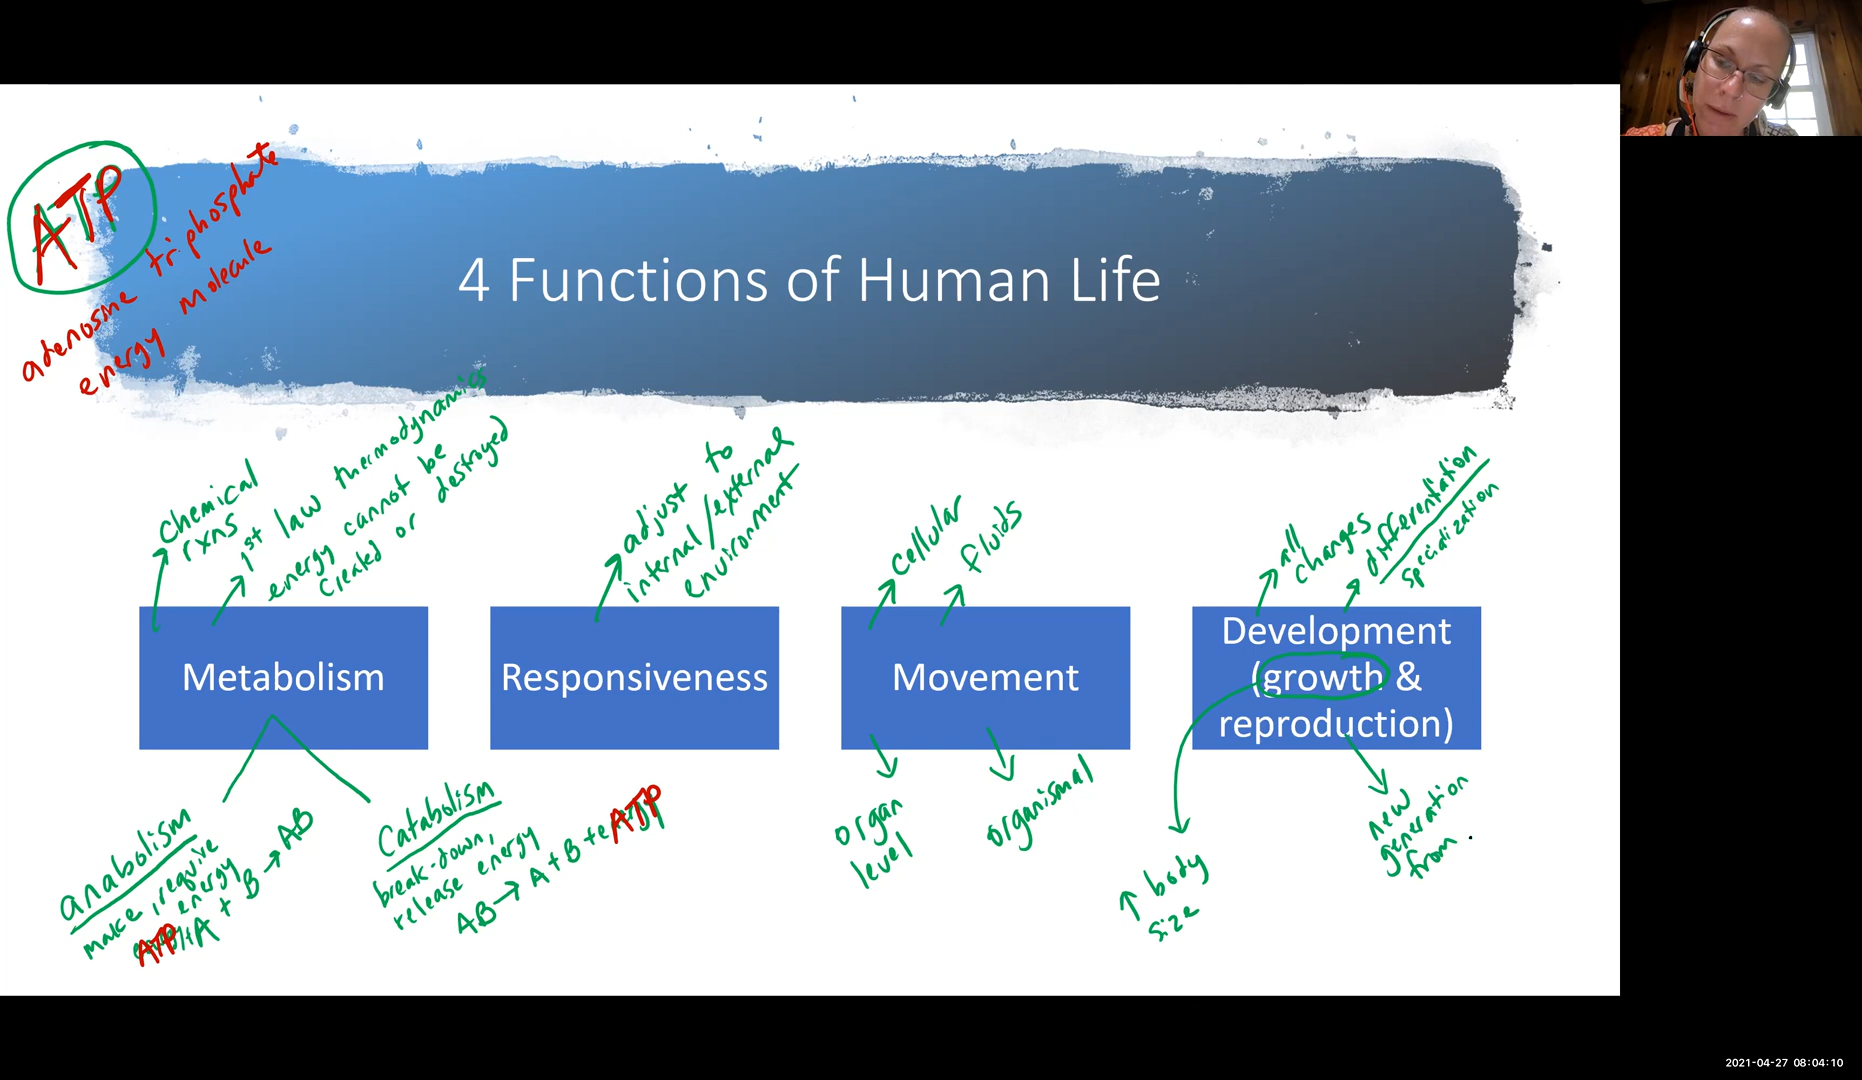 ATP
adenosine triphosphate
energy molecule
4 Functions of Human Life
chemical
rxns
1st law thermodynamics
energy cannot be
created or destroyed
adjust to
internal/external
environment
cellular
fluids
all
changes
differentiation
specialization
Metabolism
Responsiveness
Movement
Development
(growth &
reproduction)
anabolism
make, require
energy
ATP + A + B → AB
Catabolism
break-down,
release energy
AB → A + B + ATP
organ
level
organismal
↑ body
size
new
generation
from
2021-04-27 08:04:10